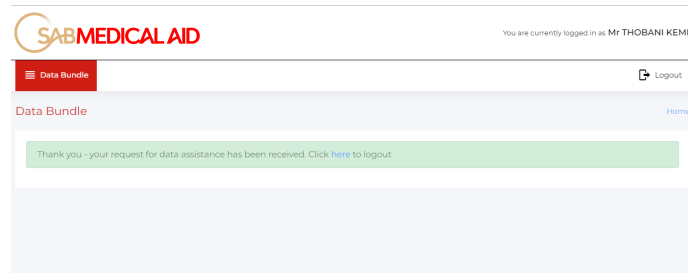 SABMEDICAL AID
You are currently logged in as Mr THOBANI KEM
Data Bundle
Logout
Data Bundle
Home
Thank you - your request for data assistance has been received. Click here to logout